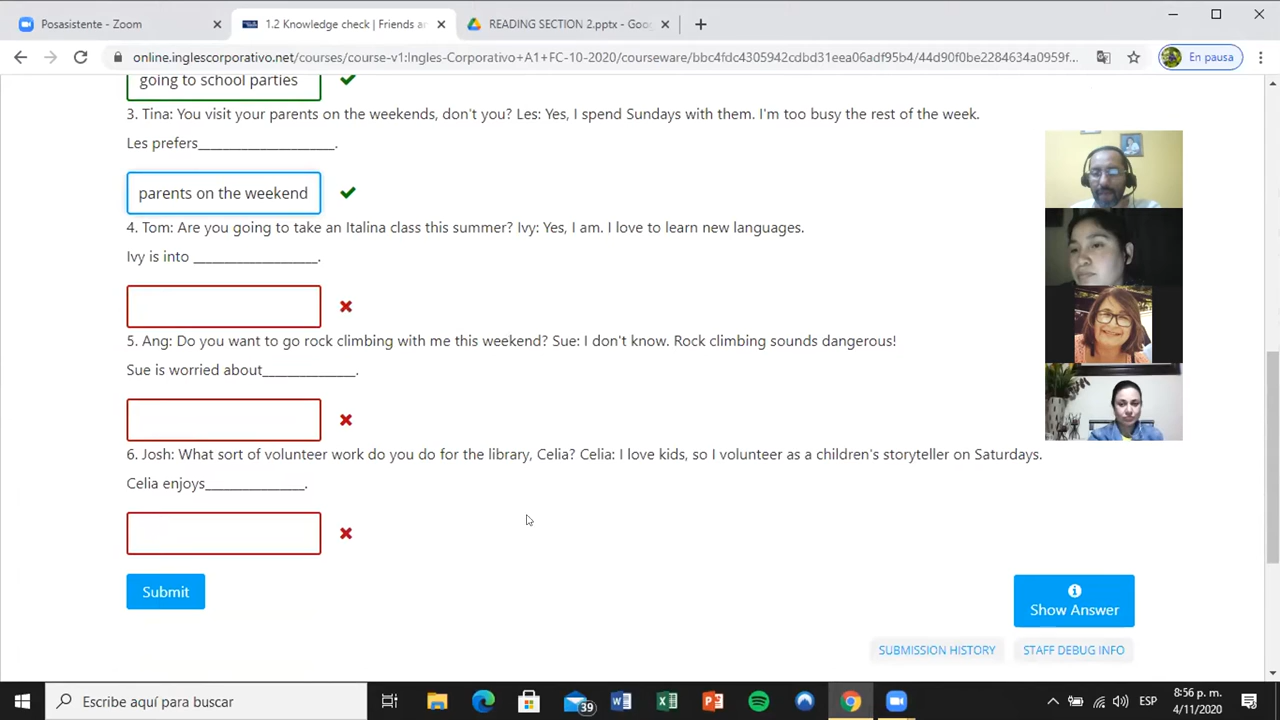 Posasistente - Zoom
1.2 Knowledge check | Friends ar
READING SECTION 2.pptx - Goo
online.inglescorporativo.net/courses/course-v1:Ingles-Corporativo+A1+FC-10-2020/courseware/bbc4fdc4305942cdbd31eea06adf95b4/44d90f0be2284634a0959f...
En pausa
going to school parties
3. Tina: You visit your parents on the weekends, don't you? Les: Yes, I spend Sundays with them. I'm too busy the rest of the week.
Les prefers_________________.
parents on the weekend
4. Tom: Are you going to take an Italina class this summer? Ivy: Yes, I am. I love to learn new languages.
Ivy is into ________________.
5. Ang: Do you want to go rock climbing with me this weekend? Sue: I don't know. Rock climbing sounds dangerous!
Sue is worried about____________.
6. Josh: What sort of volunteer work do you do for the library, Celia? Celia: I love kids, so I volunteer as a children's storyteller on Saturdays.
Celia enjoys_____________.
Submit
Show Answer
SUBMISSION HISTORY
STAFF DEBUG INFO
Escribe aquí para buscar
39
ESP
8:56 p. m.
4/11/2020